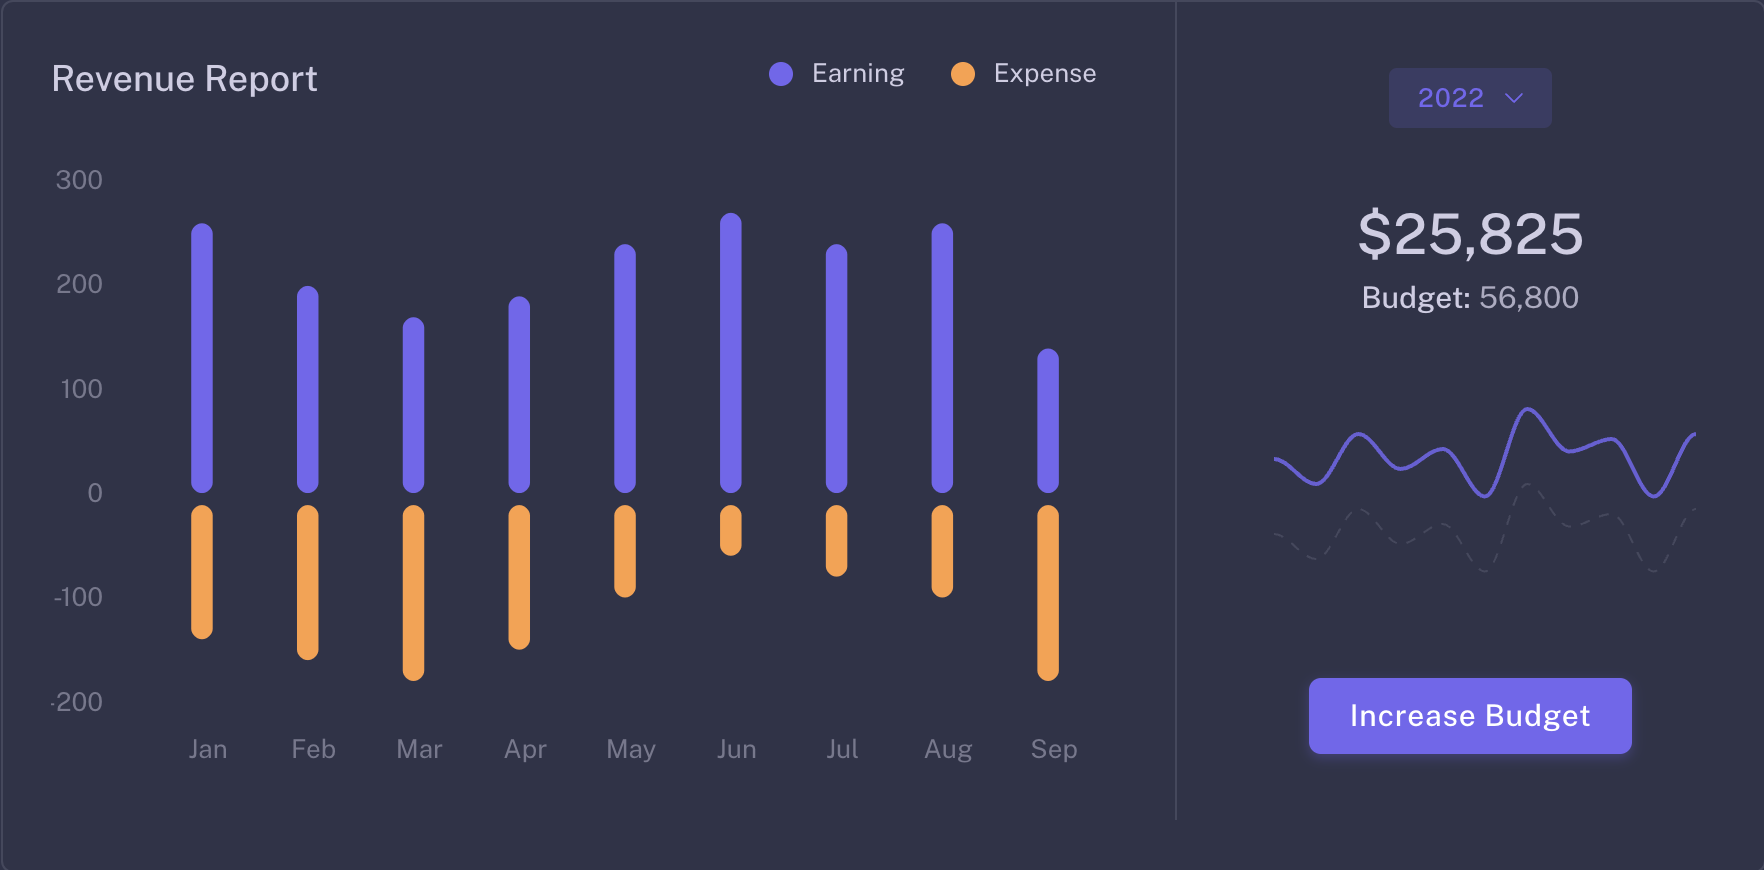 Revenue Report
Earning
Expense
300
200
100
0
-100
-200
Jan
Feb
Mar
Apr
May
Jun
Jul
Aug
Sep
2022
$25,825
Budget: 56,800
Increase Budget